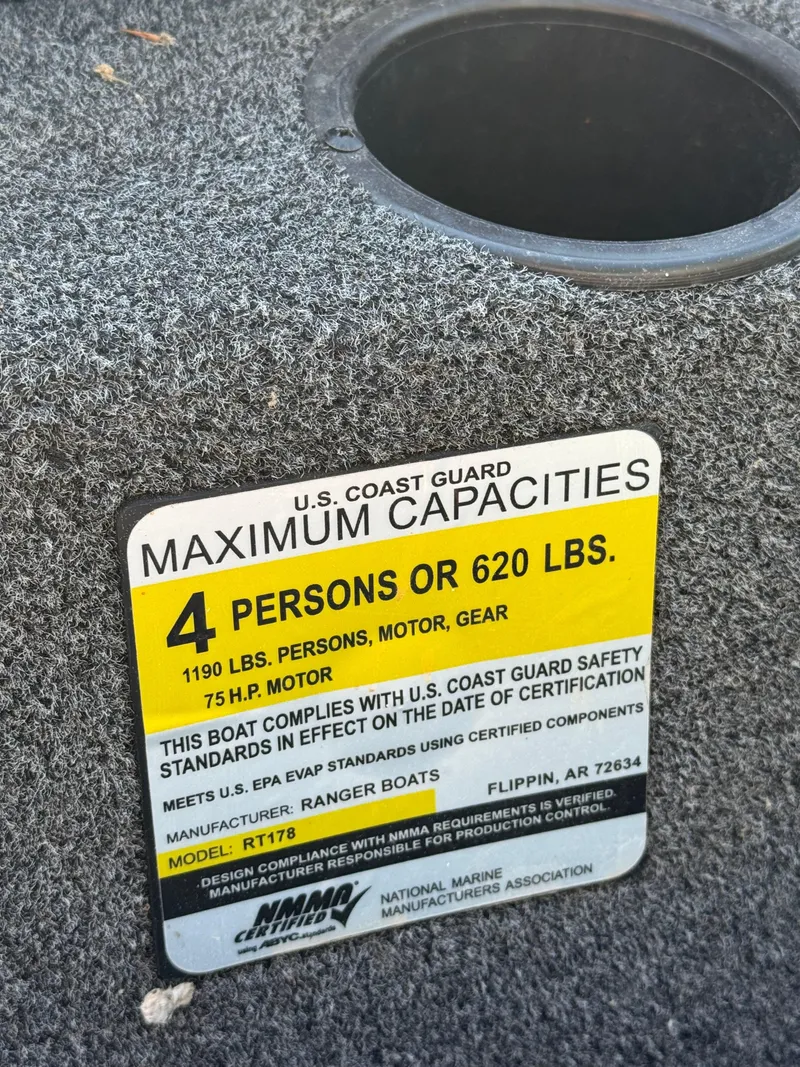 U.S. COAST GUARD
MAXIMUM CAPACITIES
4 PERSONS OR 620 LBS.
1190 LBS. PERSONS, MOTOR, GEAR
75 H.P. MOTOR
THIS BOAT COMPLIES WITH U.S. COAST GUARD SAFETY
STANDARDS IN EFFECT ON THE DATE OF CERTIFICATION
MEETS U.S. EPA EVAP STANDARDS USING CERTIFIED COMPONENTS
MANUFACTURER: RANGER BOATS
FLIPPIN, AR 72634
MODEL: RT178
DESIGN COMPLIANCE WITH NMMA REQUIREMENTS IS VERIFIED.
MANUFACTURER RESPONSIBLE FOR PRODUCTION CONTROL.
NMMA
CERTIFIED
using ABYC standards
NATIONAL MARINE
MANUFACTURERS ASSOCIATION